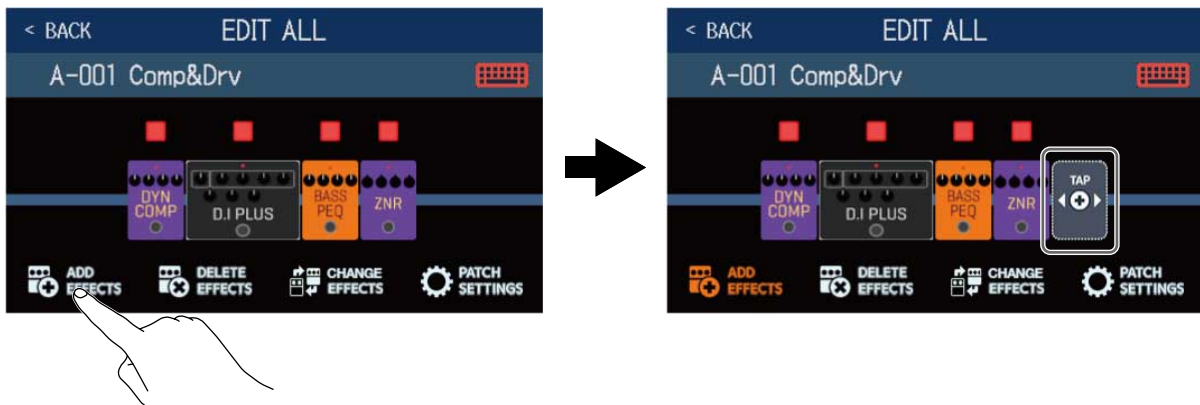 < BACK EDIT ALL
A-001 Comp&Drv
DYN
COMP
D.I PLUS
BASS
PEQ
ZNR
ADD
EFFECTS
DELETE
EFFECTS
CHANGE
EFFECTS
PATCH
SETTINGS
< BACK EDIT ALL
A-001 Comp&Drv
DYN
COMP
D.I PLUS
BASS
PEQ
ZNR
TAP
ADD
EFFECTS
DELETE
EFFECTS
CHANGE
EFFECTS
PATCH
SETTINGS